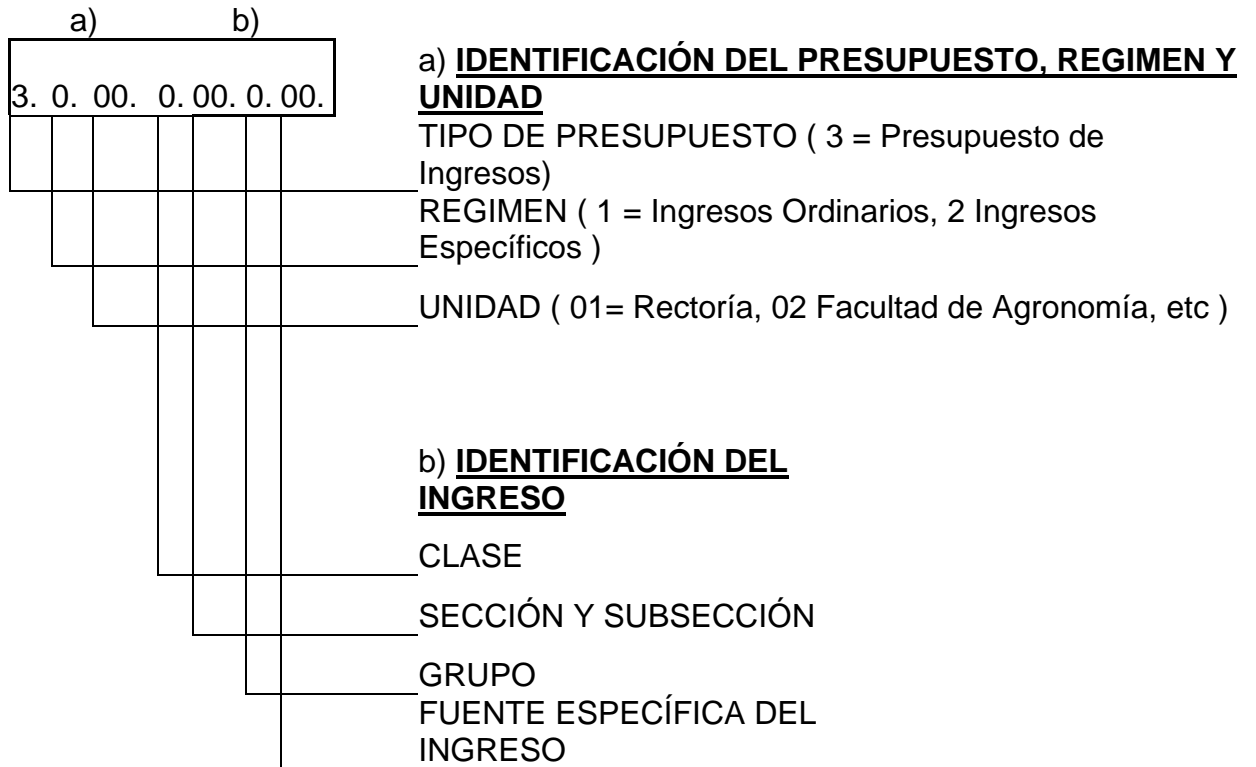 a) b)
3. 0. 00. 0. 00. 0. 00.
a) IDENTIFICACIÓN DEL PRESUPUESTO, REGIMEN Y
UNIDAD
TIPO DE PRESUPUESTO ( 3 = Presupuesto de
Ingresos)
REGIMEN ( 1 = Ingresos Ordinarios, 2 Ingresos
Específicos )
UNIDAD ( 01= Rectoría, 02 Facultad de Agronomía, etc )
b) IDENTIFICACIÓN DEL
INGRESO
CLASE
SECCIÓN Y SUBSECCIÓN
GRUPO
FUENTE ESPECÍFICA DEL
INGRESO